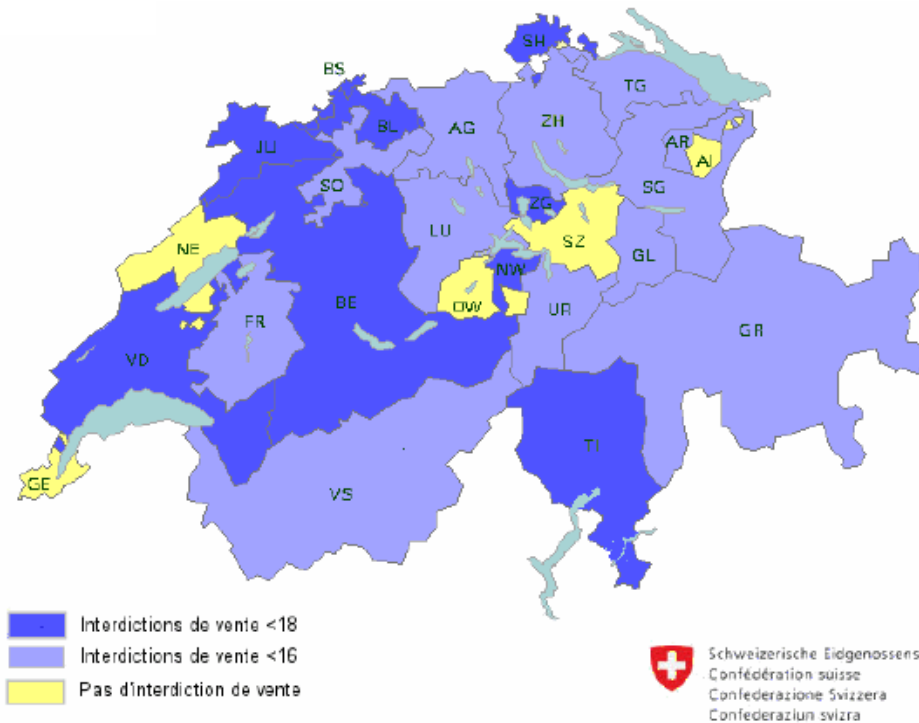 SH
BS
TG
BL
AG
ZH
JU
AR
AI
SO
ZG
SG
NE
LU
SZ
GL
NW
OW
BE
FR
UR
GR
VD
TI
GE
VS
Interdictions de vente <18
Interdictions de vente <16
Pas d'interdiction de vente
Schweizerische Eidgenossens
Confédération suisse
Confederazione Svizzera
Confederaziun svizra